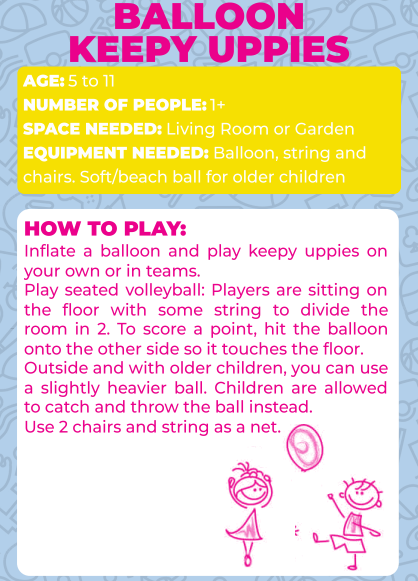 BALLOON
KEEPY UPPIES
AGE: 5 to 11
NUMBER OF PEOPLE: 1+
SPACE NEEDED: Living Room or Garden
EQUIPMENT NEEDED: Balloon, string and
chairs. Soft/beach ball for older children
HOW TO PLAY:
Inflate a balloon and play keepy uppies on
your own or in teams.
Play seated volleyball: Players are sitting on
the floor with some string to divide the
room in 2. To score a point, hit the balloon
onto the other side so it touches the floor.
Outside and with older children, you can use
a slightly heavier ball. Children are allowed
to catch and throw the ball instead.
Use 2 chairs and string as a net.